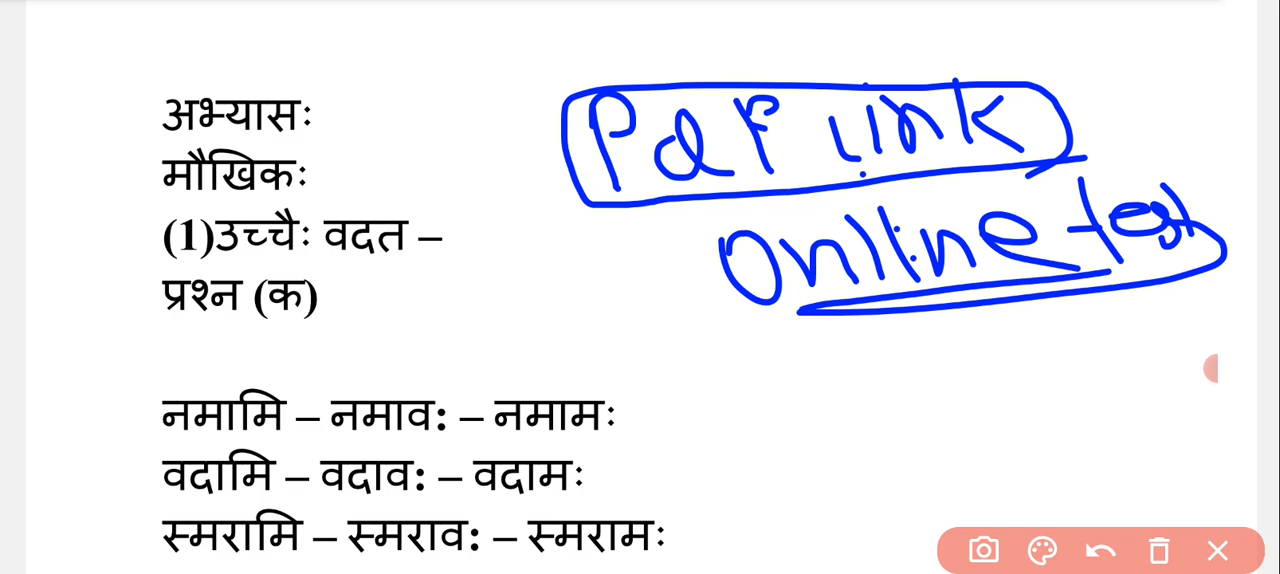 अभ्यासः
मौखिकः
(1)उच्चैः वदत –
प्रश्न (क)
Pdf Link
Online test
नमामि – नमाव: – नमामः
वदामि – वदाव: – वदामः
स्मरामि – स्मराव: – स्मरामः